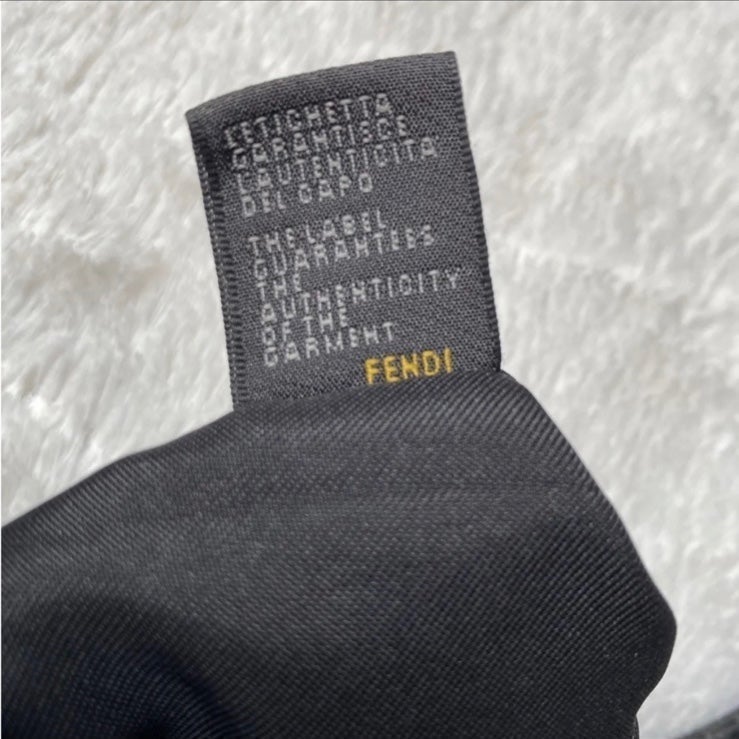 L'ETICHETTA
GARANTISCE
L'AUTENTICITA'
DEL CAPO
THE LABEL
GUARANTEES
THE
AUTHENTICITY
OF THE
GARMENT
FENDI